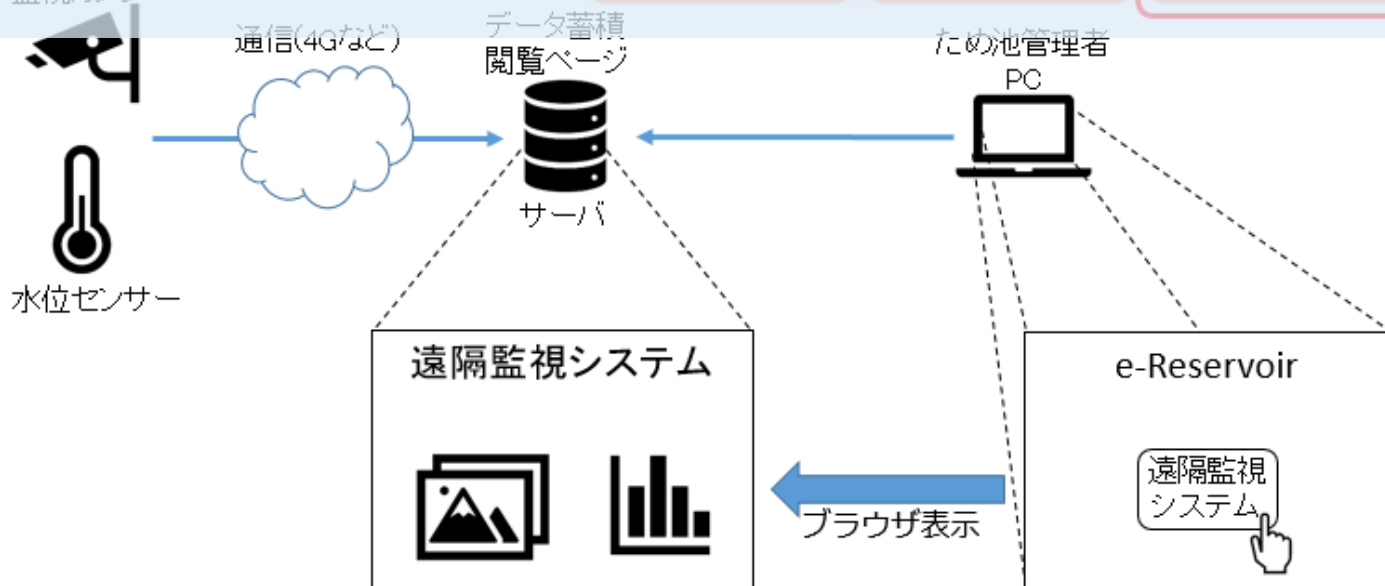 通信(4Gなど)
データ蓄積
閲覧ページ
ため池管理者
PC
サーバ
水位センサー
遠隔監視システム
e-Reservoir
遠隔監視
システム
ブラウザ表示